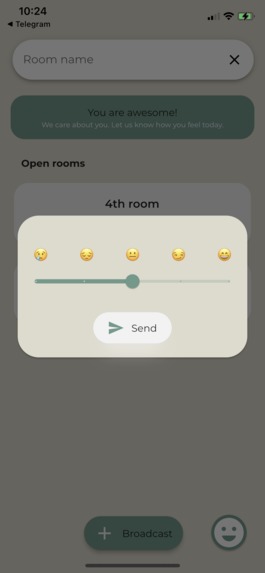 10:24
◀ Telegram
Room name
You are awesome!
We care about you. Let us know how you feel today.
Open rooms
4th room
Send
Broadcast